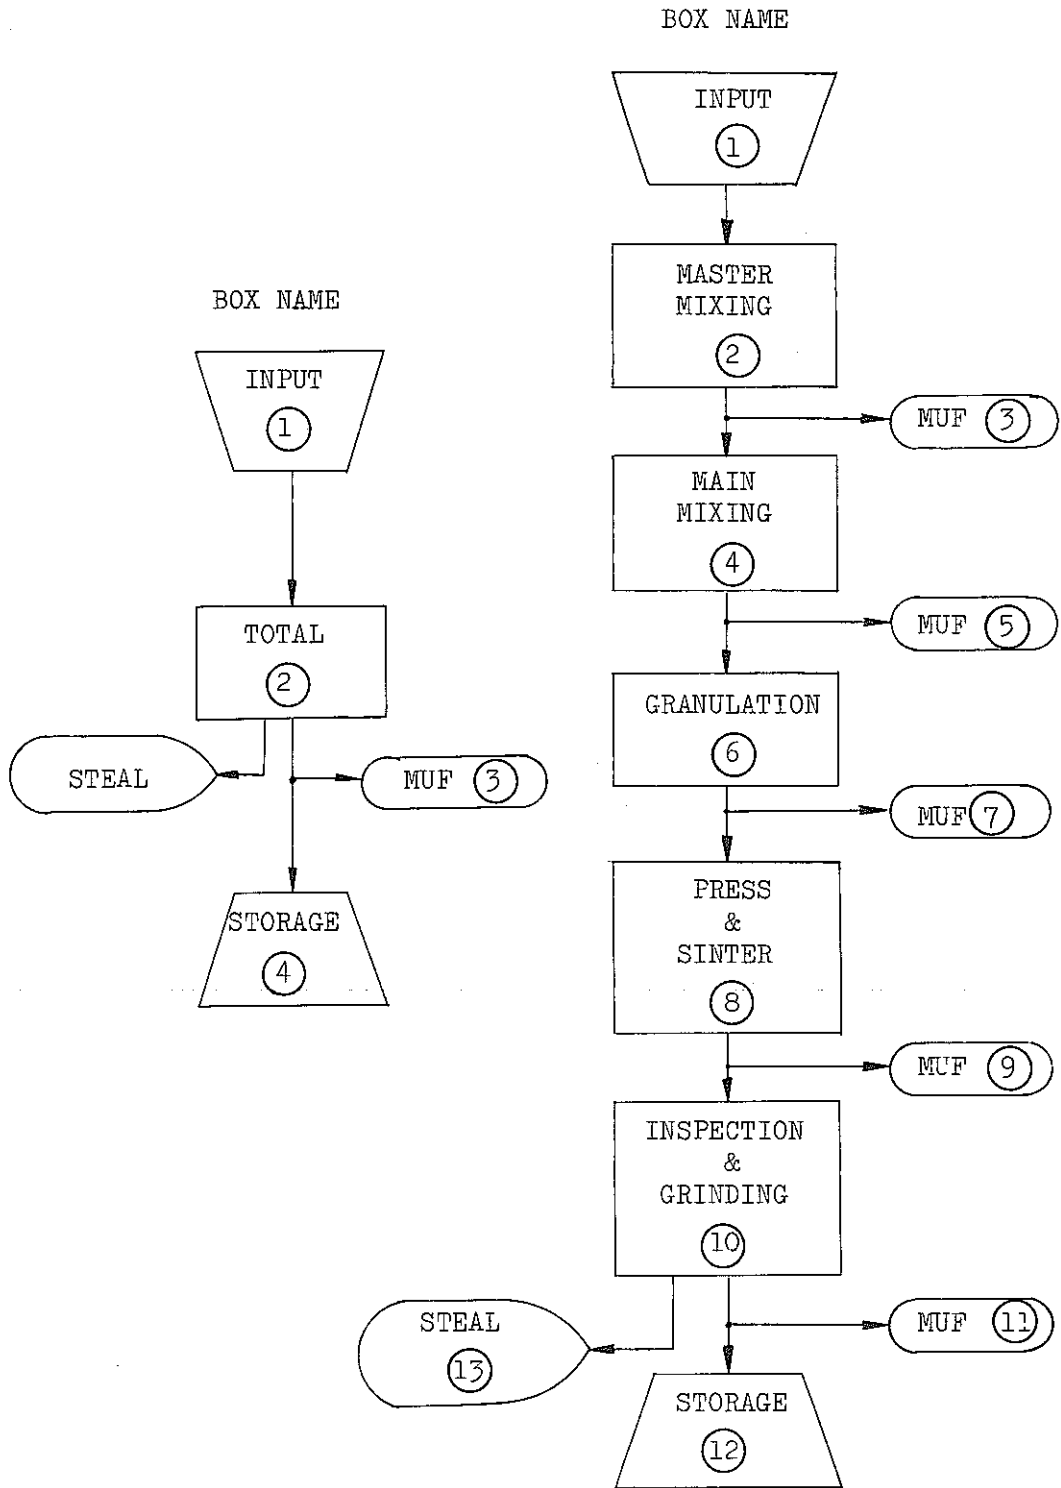 BOX NAME
INPUT
1
TOTAL
2
STEAL
MUF 3
STORAGE
4
BOX NAME
INPUT
1
MASTER
MIXING
2
MUF 3
MAIN
MIXING
4
MUF 5
GRANULATION
6
MUF 7
PRESS
&
SINTER
8
MUF 9
INSPECTION
&
GRINDING
10
STEAL
13
MUF 11
STORAGE
12